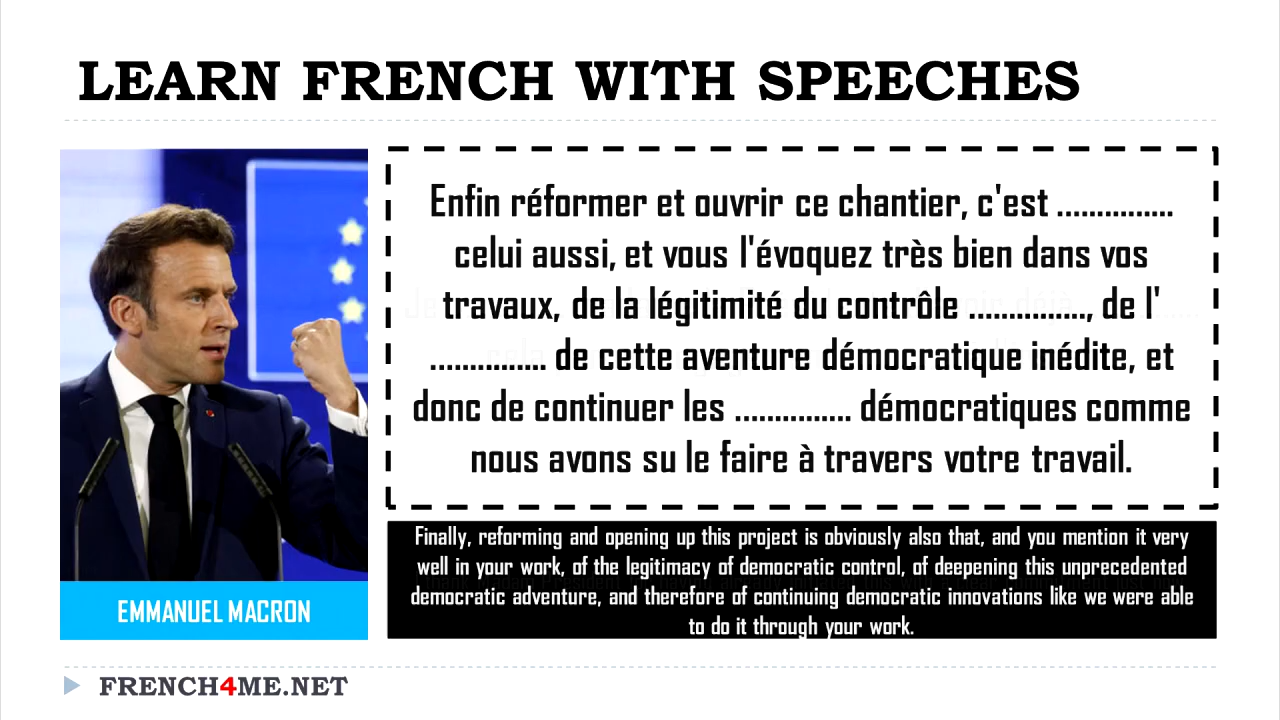 LEARN FRENCH WITH SPEECHES
Enfin réformer et ouvrir ce chantier, c'est ...............
celui aussi, et vous l'évoquez très bien dans vos
travaux, de la légitimité du contrôle ..............., de l'
............... de cette aventure démocratique inédite, et
donc de continuer les ............... démocratiques comme
nous avons su le faire à travers votre travail.
Finally, reforming and opening up this project is obviously also that, and you mention it very
well in your work, of the legitimacy of democratic control, of deepening this unprecedented
democratic adventure, and therefore of continuing democratic innovations like we were able
to do it through your work.
EMMANUEL MACRON
FRENCH4ME.NET